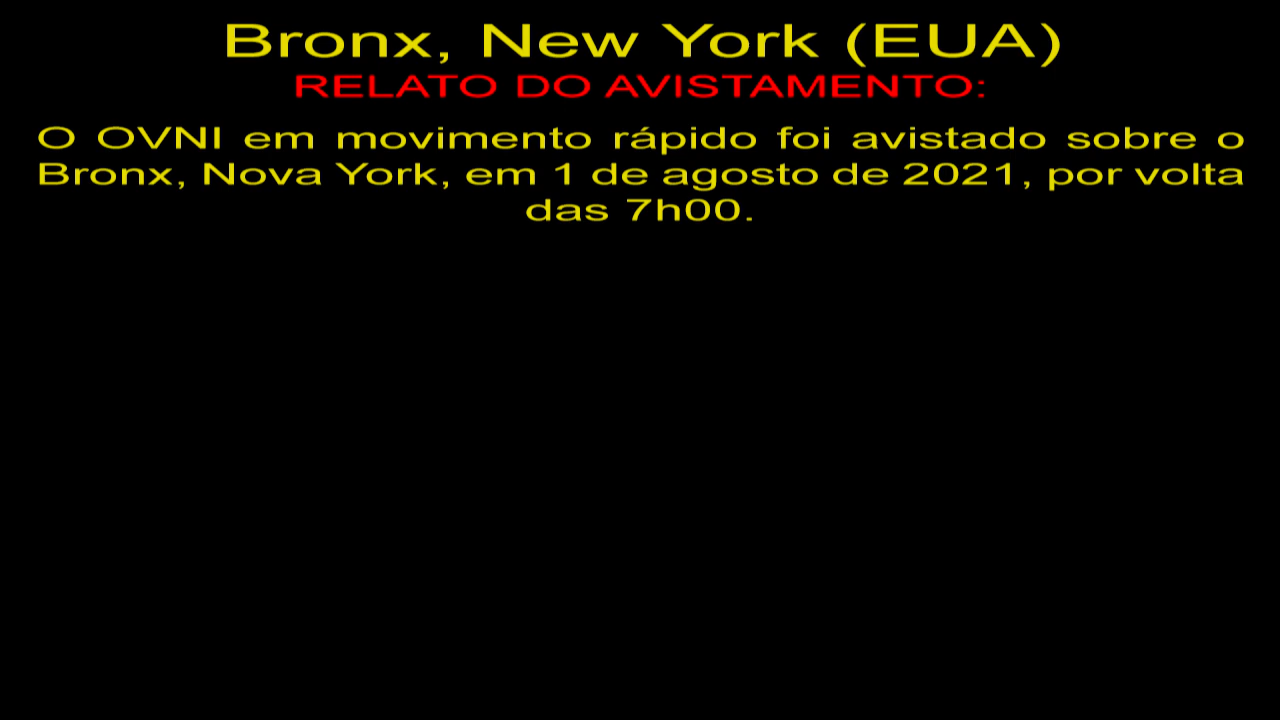 Bronx, New York (EUA)
RELATO DO AVISTAMENTO:
O OVNI em movimento rápido foi avistado sobre o
Bronx, Nova York, em 1 de agosto de 2021, por volta
das 7h00.